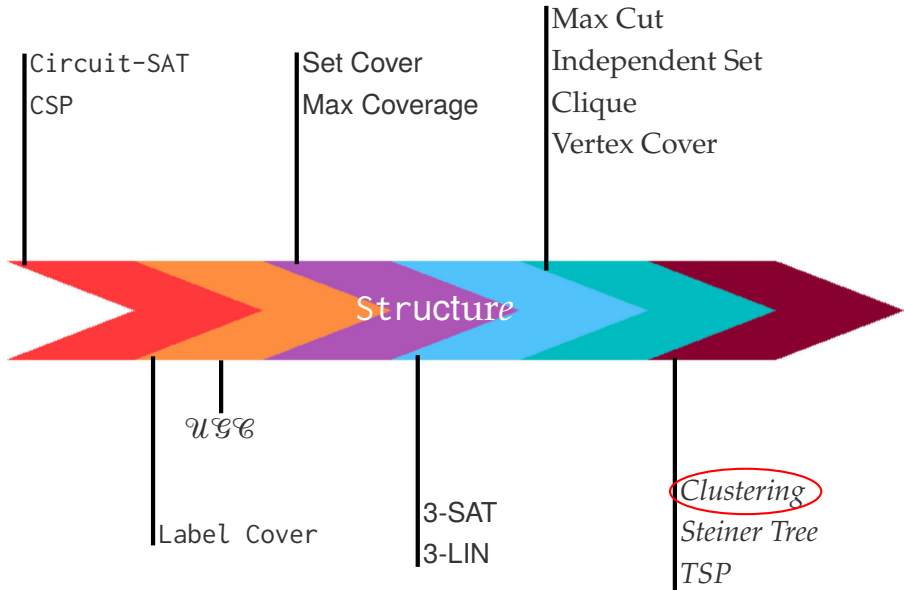 Circuit-SAT
CSP
Set Cover
Max Coverage
Max Cut
Independent Set
Clique
Vertex Cover
Structure
𝒰𝒢𝒞
Label Cover
3-SAT
3-LIN
Clustering
Steiner Tree
TSP